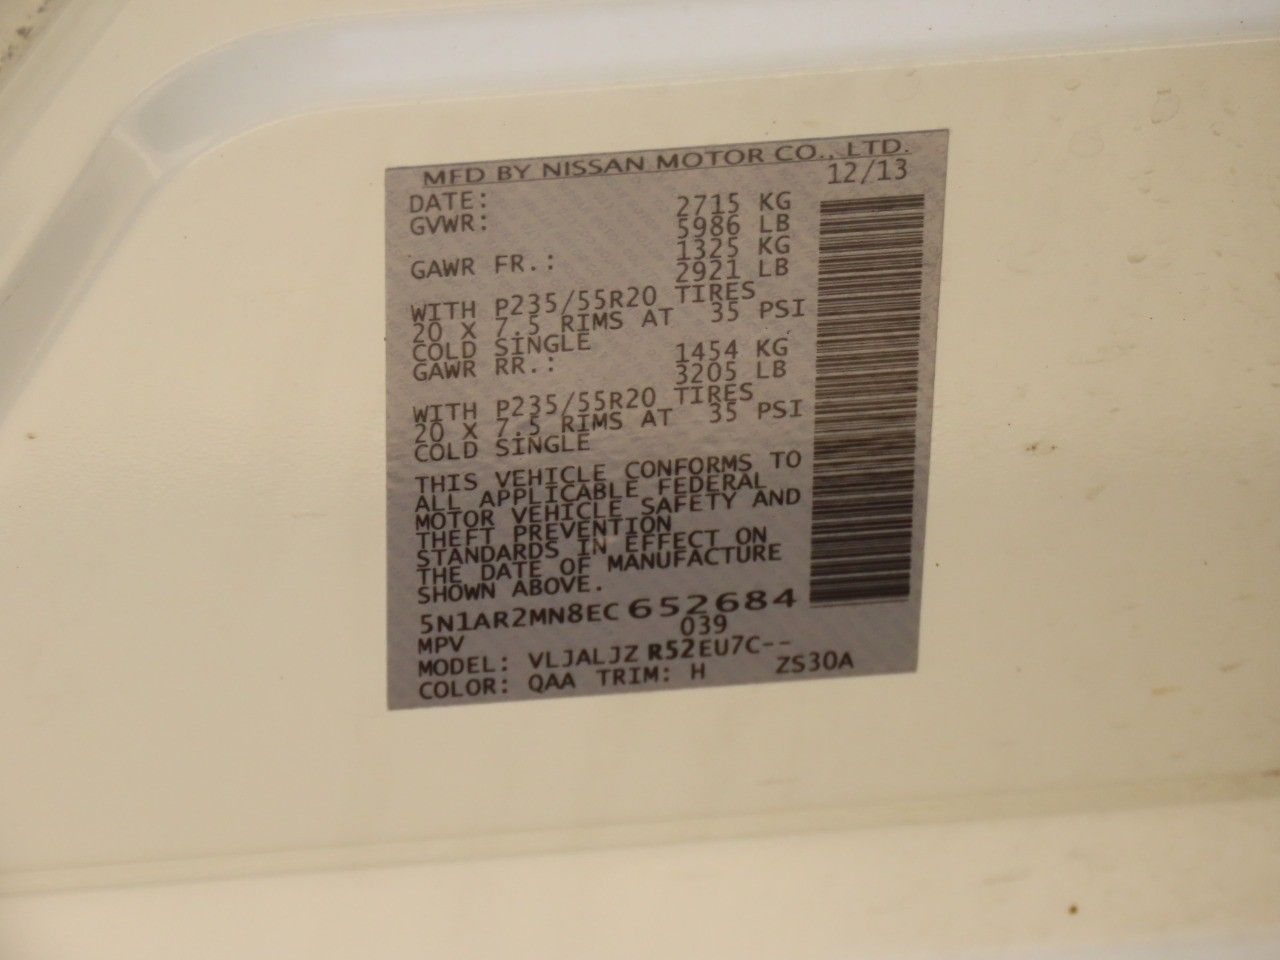 MFD BY NISSAN MOTOR CO., LTD.
DATE: 12/13
GVWR: 2715 KG
5986 LB
GAWR FR.: 1325 KG
2921 LB
WITH P235/55R20 TIRES
20 X 7.5 RIMS AT 35 PSI
COLD SINGLE
GAWR RR.: 1454 KG
3205 LB
WITH P235/55R20 TIRES
20 X 7.5 RIMS AT 35 PSI
COLD SINGLE
THIS VEHICLE CONFORMS TO
ALL APPLICABLE FEDERAL
MOTOR VEHICLE SAFETY AND
THEFT PREVENTION
STANDARDS IN EFFECT ON
THE DATE OF MANUFACTURE
SHOWN ABOVE.
5N1AR2MN8EC 652684
MPV 039
MODEL: VLJALJZ R52EU7C--
COLOR: QAA TRIM: H ZS30A